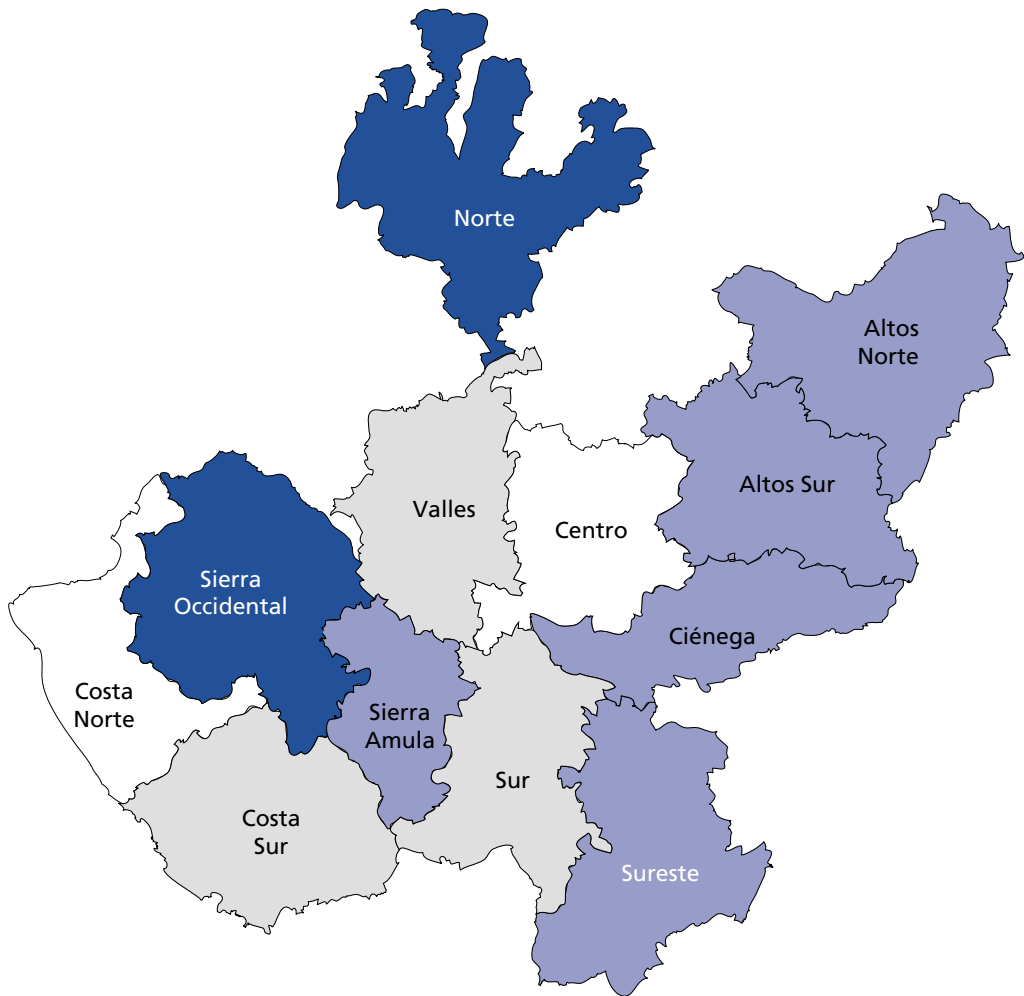 Norte
Altos
Norte
Valles
Altos Sur
Centro
Sierra
Occidental
Ciénega
Costa
Norte
Sierra
Amula
Sur
Costa
Sur
Sureste